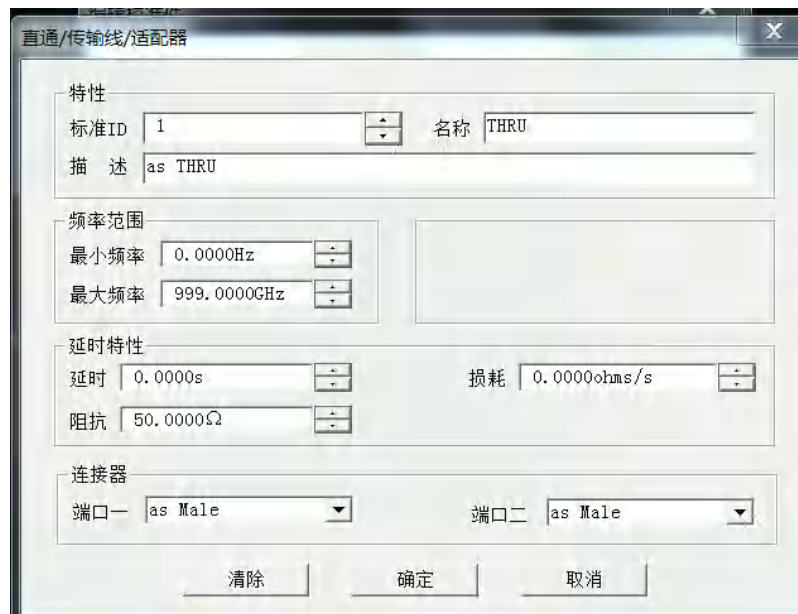 直通/传输线/适配器
特性
标准ID 1 名称 THRU
描 述 as THRU
频率范围
最小频率 0.0000Hz
最大频率 999.0000GHz
延时特性
延时 0.0000s 损耗 0.0000ohms/s
阻抗 50.0000Ω
连接器
端口一 as Male 端口二 as Male
清除 确定 取消